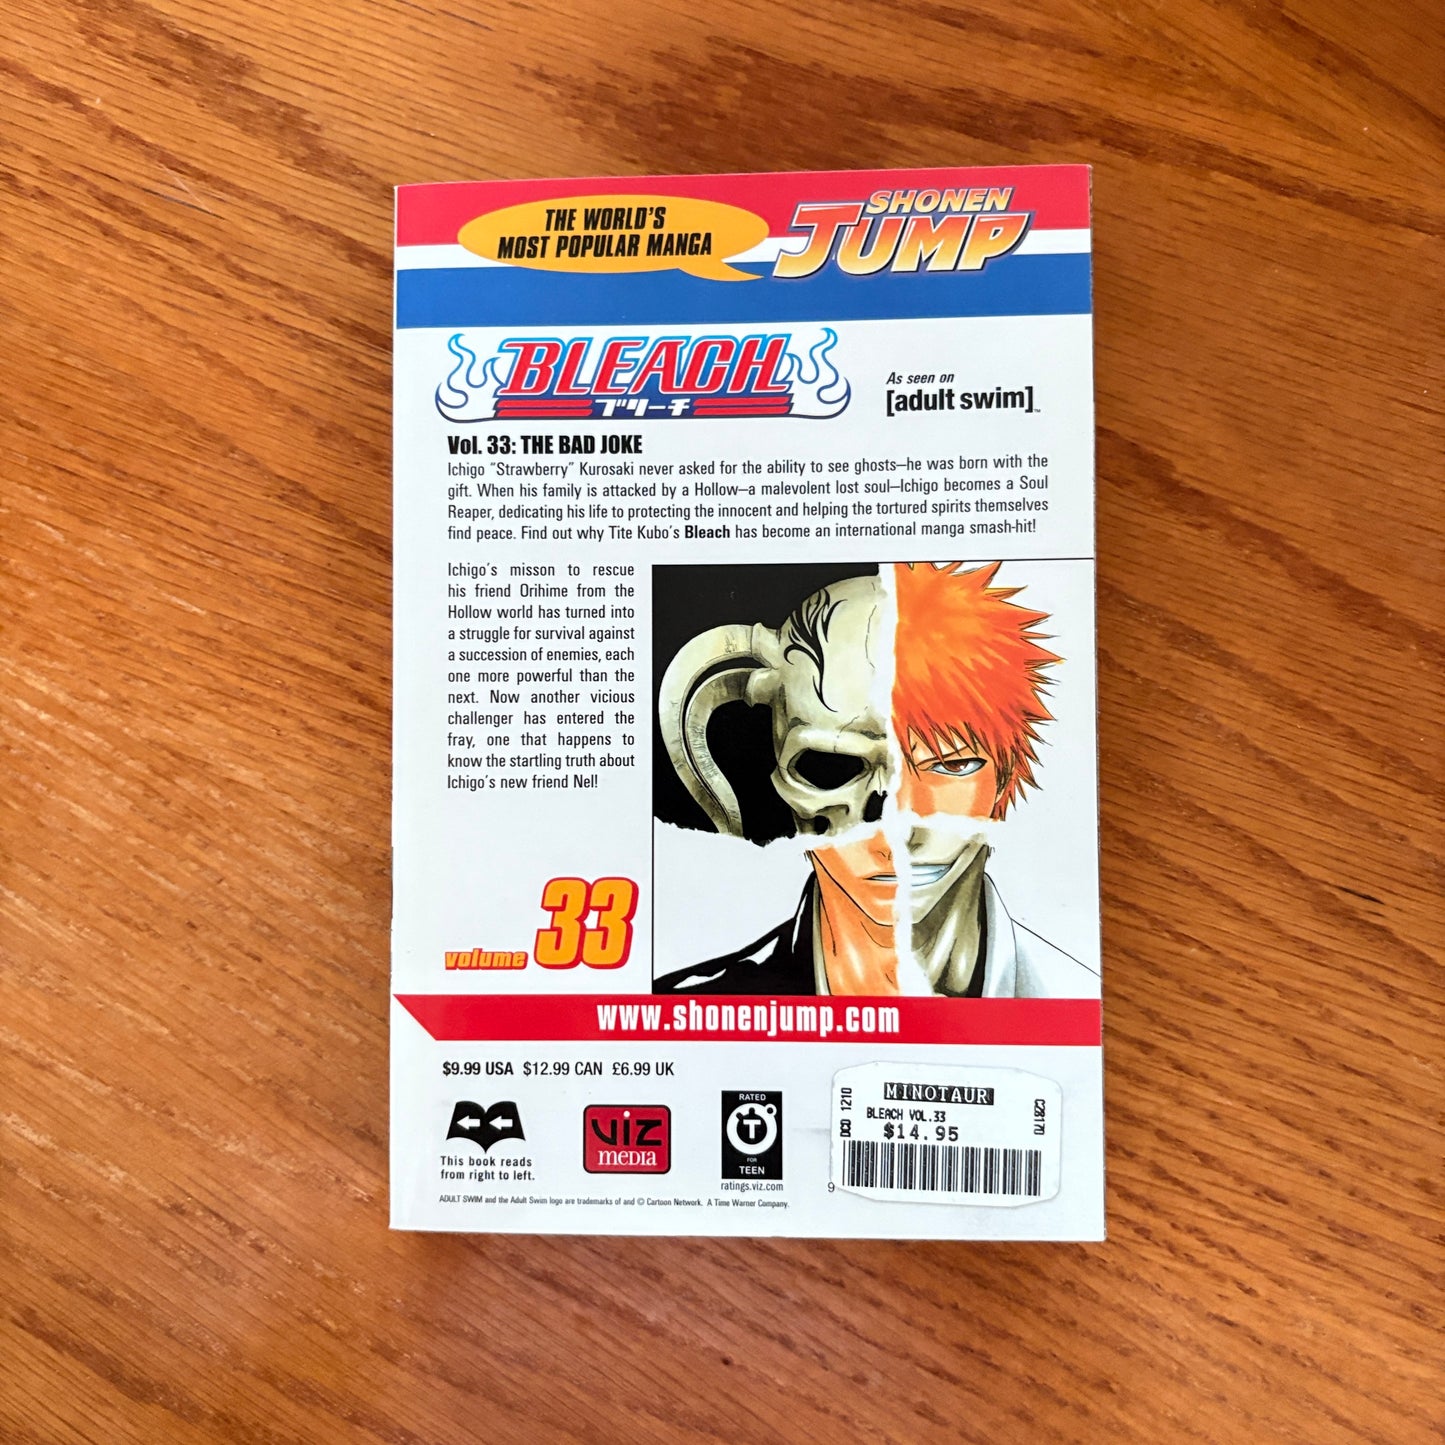 THE WORLD'S
MOST POPULAR MANGA
SHONEN
JUMP
BLEACH
ブリーチ
As seen on
[adult swim]™
Vol. 33: THE BAD JOKE
Ichigo "Strawberry" Kurosaki never asked for the ability to see ghosts—he was born with the
gift. When his family is attacked by a Hollow—a malevolent lost soul—Ichigo becomes a Soul
Reaper, dedicating his life to protecting the innocent and helping the tortured spirits themselves
find peace. Find out why Tite Kubo's Bleach has become an international manga smash-hit!
Ichigo's misson to rescue
his friend Orihime from the
Hollow world has turned into
a struggle for survival against
a succession of enemies, each
one more powerful than the
next. Now another vicious
challenger has entered the
fray, one that happens to
know the startling truth about
Ichigo's new friend Nel!
volume 33
www.shonenjump.com
$9.99 USA $12.99 CAN £6.99 UK
This book reads
from right to left.
VIZ
MEDIA
RATED
T
FOR
TEEN
ratings.viz.com
MINOTAUR
BLEACH VOL.33
$14.95
DCD 1210
C28170
9
ADULT SWIM and the Adult Swim logo are trademarks of and © Cartoon Network. A Time Warner Company.